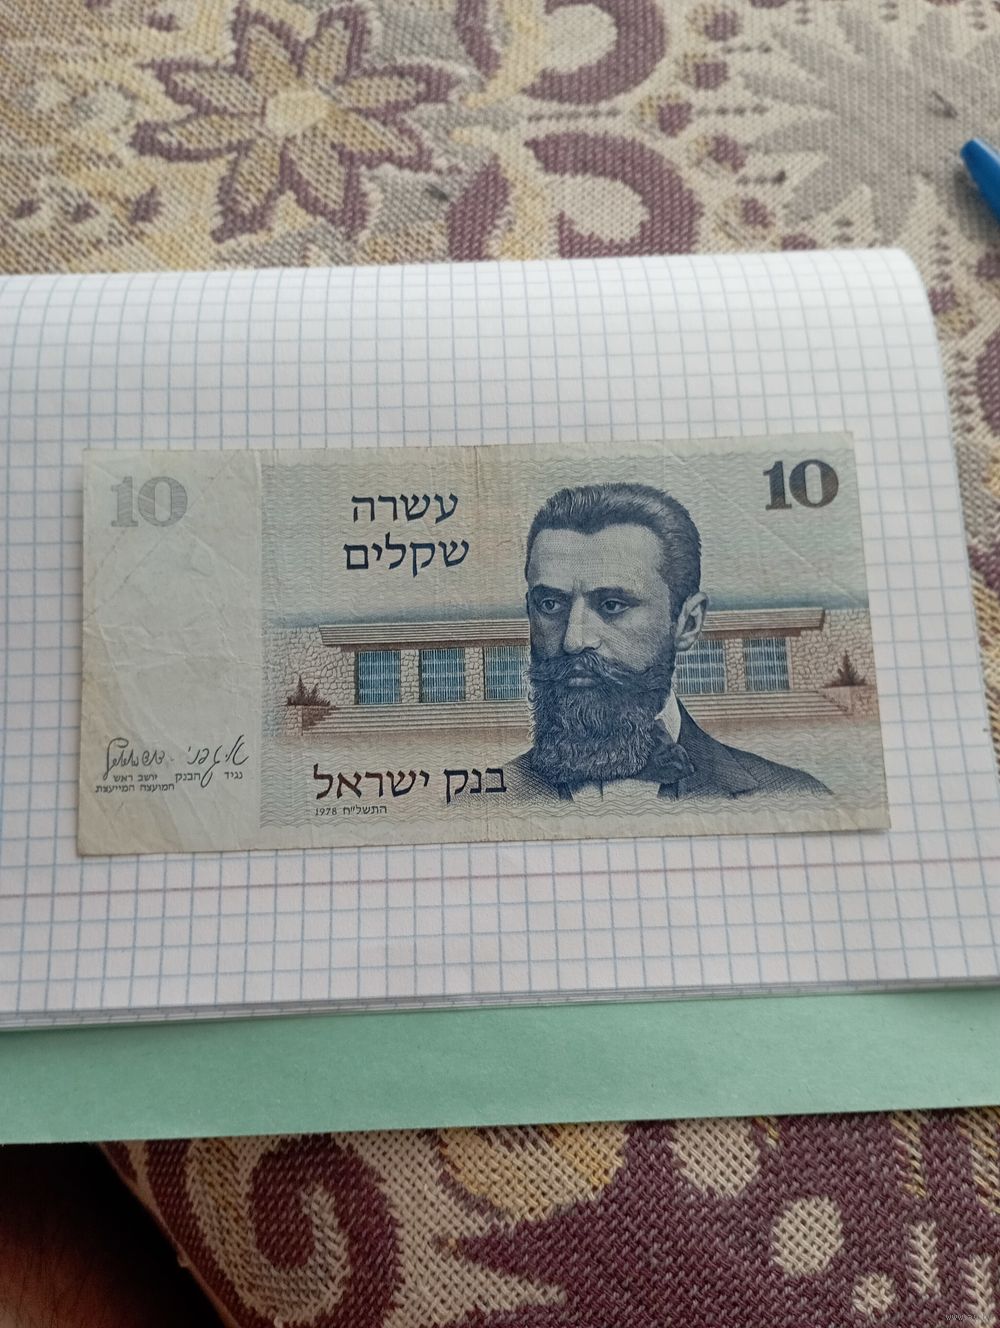 10
10
עשרה
שקלים
בנק ישראל
1978 התשל"ח
נגיד הבנק
יושב ראש
המועצה המייעצת